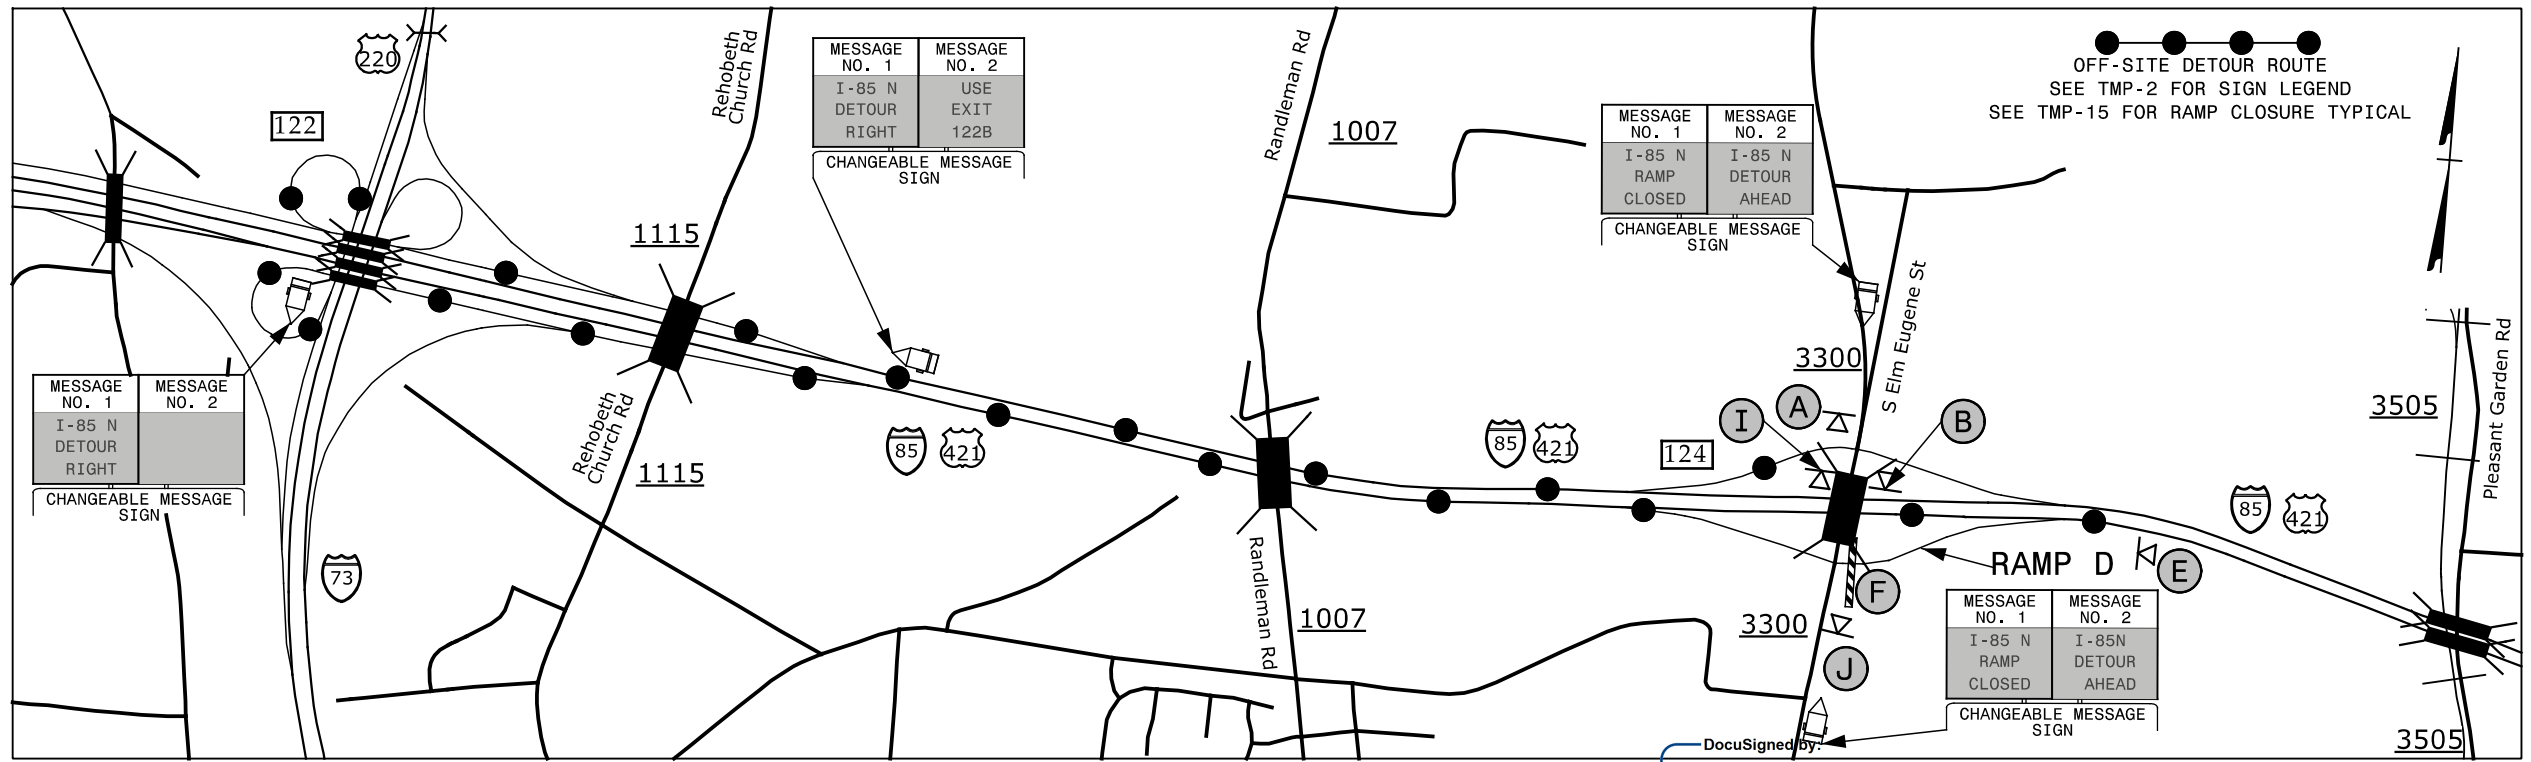 220
122
Rehobeth
Church Rd
MESSAGE NO. 1
MESSAGE NO. 2
I-85 N
DETOUR
RIGHT
USE
EXIT
122B
CHANGEABLE MESSAGE
SIGN
Randleman Rd
1007
MESSAGE NO. 1
MESSAGE NO. 2
I-85 N
RAMP
CLOSED
I-85 N
DETOUR
AHEAD
CHANGEABLE MESSAGE
SIGN
OFF-SITE DETOUR ROUTE
SEE TMP-2 FOR SIGN LEGEND
SEE TMP-15 FOR RAMP CLOSURE TYPICAL
1115
S Elm Eugene St
3300
Pleasant Garden Rd
3505
MESSAGE NO. 1
MESSAGE NO. 2
I-85 N
DETOUR
RIGHT
CHANGEABLE MESSAGE
SIGN
Rehobeth
Church Rd
1115
85
421
85
421
124
I
A
B
85
421
73
Randleman Rd
1007
RAMP D
E
F
3300
J
MESSAGE NO. 1
MESSAGE NO. 2
I-85 N
RAMP
CLOSED
I-85N
DETOUR
AHEAD
CHANGEABLE MESSAGE
SIGN
3505
DocuSigned by: